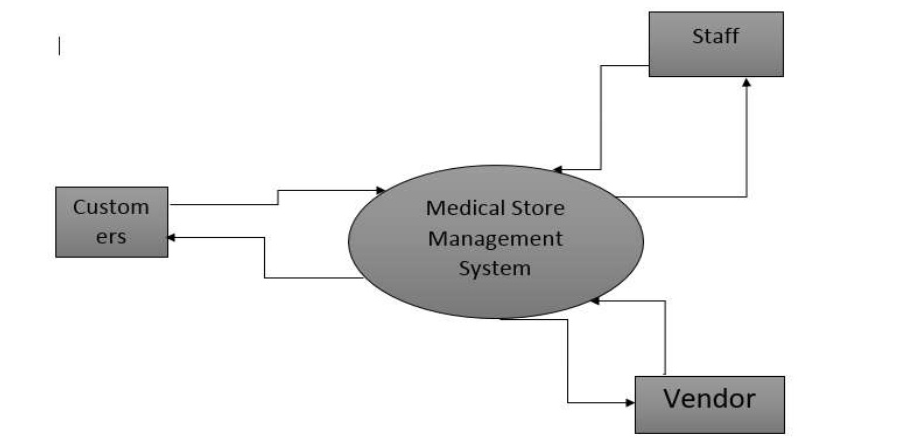 Staff
Custom
ers
Medical Store
Management
System
Vendor